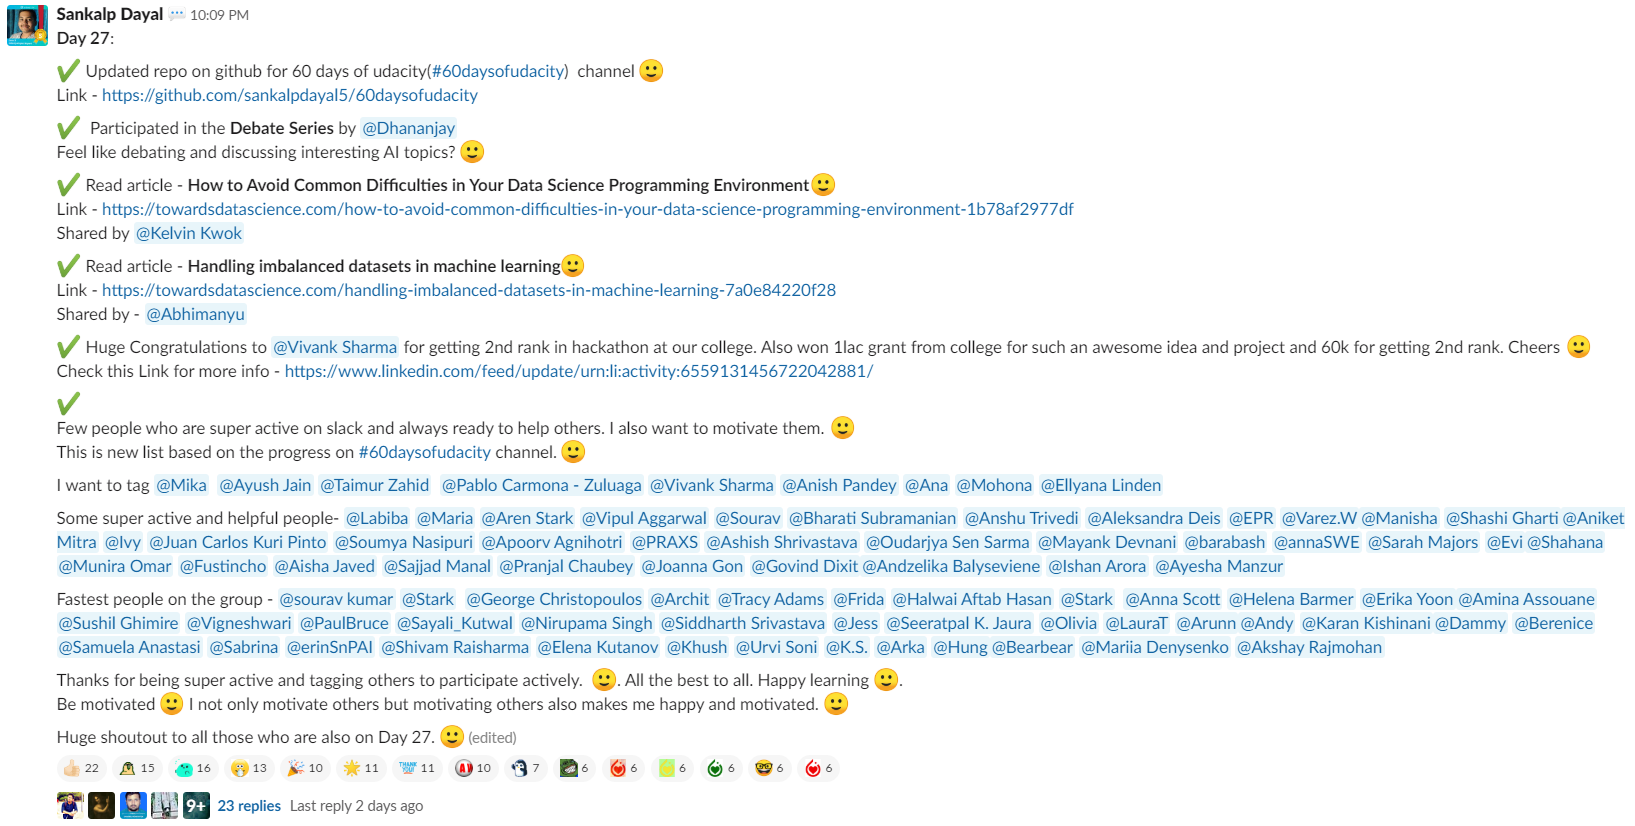 Sankalp Dayal 10:09 PM
Day 27:
Updated repo on github for 60 days of udacity(#60daysofudacity) channel
Link - https://github.com/sankalpdayal5/60daysofudacity
Participated in the Debate Series by @Dhananjay
Feel like debating and discussing interesting AI topics?
Read article - How to Avoid Common Difficulties in Your Data Science Programming Environment
Link - https://towardsdatascience.com/how-to-avoid-common-difficulties-in-your-data-science-programming-environment-1b78af2977df
Shared by @Kelvin Kwok
Read article - Handling imbalanced datasets in machine learning
Link - https://towardsdatascience.com/handling-imbalanced-datasets-in-machine-learning-7a0e84220f28
Shared by - @Abhimanyu
Huge Congratulations to @Vivank Sharma for getting 2nd rank in hackathon at our college. Also won 1lac grant from college for such an awesome idea and project and 60k for getting 2nd rank. Cheers
Check this Link for more info - https://www.linkedin.com/feed/update/urn:li:activity:6559131456722042881/
Few people who are super active on slack and always ready to help others. I also want to motivate them.
This is new list based on the progress on #60daysofudacity channel.
I want to tag @Mika @Ayush Jain @Taimur Zahid @Pablo Carmona - Zuluaga @Vivank Sharma @Anish Pandey @Ana @Mohona @Ellyana Linden
Some super active and helpful people- @Labiba @Maria @Aren Stark @Vipul Aggarwal @Sourav @Bharati Subramanian @Anshu Trivedi @Aleksandra Deis @EPR @Varez.W @Manisha @Shashi Gharti @Aniket
Mitra @Ivy @Juan Carlos Kuri Pinto @Soumya Nasipuri @Apoorv Agnihotri @PRAXS @Ashish Shrivastava @Oudarjya Sen Sarma @Mayank Devnani @barabash @annaSWE @Sarah Majors @Evi @Shahana
@Munira Omar @Fustincho @Aisha Javed @Sajjad Manal @Pranjal Chaubey @Joanna Gon @Govind Dixit @Andzelika Balyseviene @Ishan Arora @Ayesha Manzur
Fastest people on the group - @sourav kumar @Stark @George Christopoulos @Archit @Tracy Adams @Frida @Halwai Aftab Hasan @Stark @Anna Scott @Helena Barmer @Erika Yoon @Amina Assouane
@Sushil Ghimire @Vigneshwari @PaulBruce @Sayali_Kutwal @Nirupama Singh @Siddharth Srivastava @Jess @Seeratpal K. Jaura @Olivia @LauraT @Arunn @Andy @Karan Kishinani @Dammy @Berenice
@Samuela Anastasi @Sabrina @erinSnPAI @Shivam Raisharma @Elena Kutanov @Khush @Urvi Soni @K.S. @Arka @Hung @Bearbear @Mariia Denysenko @Akshay Rajmohan
Thanks for being super active and tagging others to participate actively. . All the best to all. Happy learning .
Be motivated I not only motivate others but motivating others also makes me happy and motivated.
Huge shoutout to all those who are also on Day 27. (edited)
22 15 16 13 10 11 THANK YOU! 11 10 7 6 6 6 6 6 6
9+ 23 replies Last reply 2 days ago